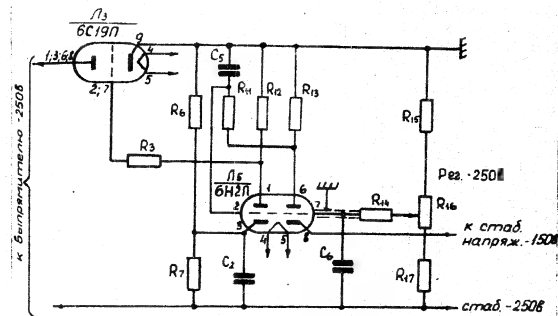 Л3
6С19П
9
4
1;3;6;8
5
2;7
C5
R11
R12
R13
R6
R15
R3
Л5
6Н2П
1
6
2
7
3
4
5
8
R14
Рег. -250В
R16
к стаб.
напряж. -150В
R7
C2
C6
R17
стаб. -250В
к выпрямителю -250В